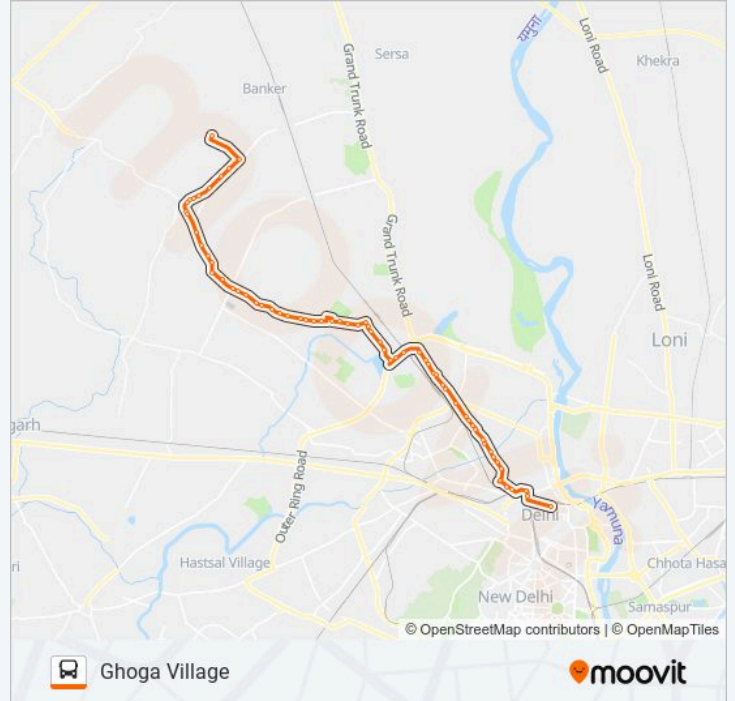 यमुना
Loni Road
Sersa
Khekra
Grand Trunk Road
Banker
Grand Trunk Road
Loni Road
Loni
garh
Outer Ring Road
Yamuna
Delhi
Hastsal Village
Chhota Hasa
ri
New Delhi
Samaspur
© OpenStreetMap contributors | © OpenMapTiles
Ghoga Village
moovit